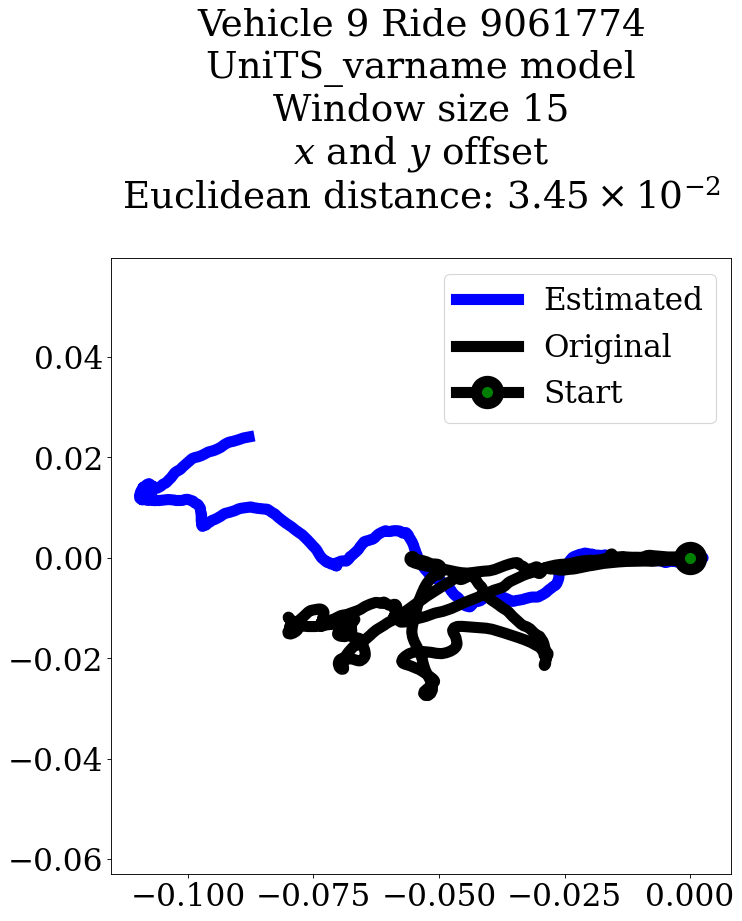 Vehicle 9 Ride 9061774
UniTS_varname model
Window size 15
x and y offset
Euclidean distance: 3.45 × 10⁻²
Estimated
Original
Start
0.04
0.02
0.00
−0.02
−0.04
−0.06
−0.100 −0.075 −0.050 −0.025 0.000